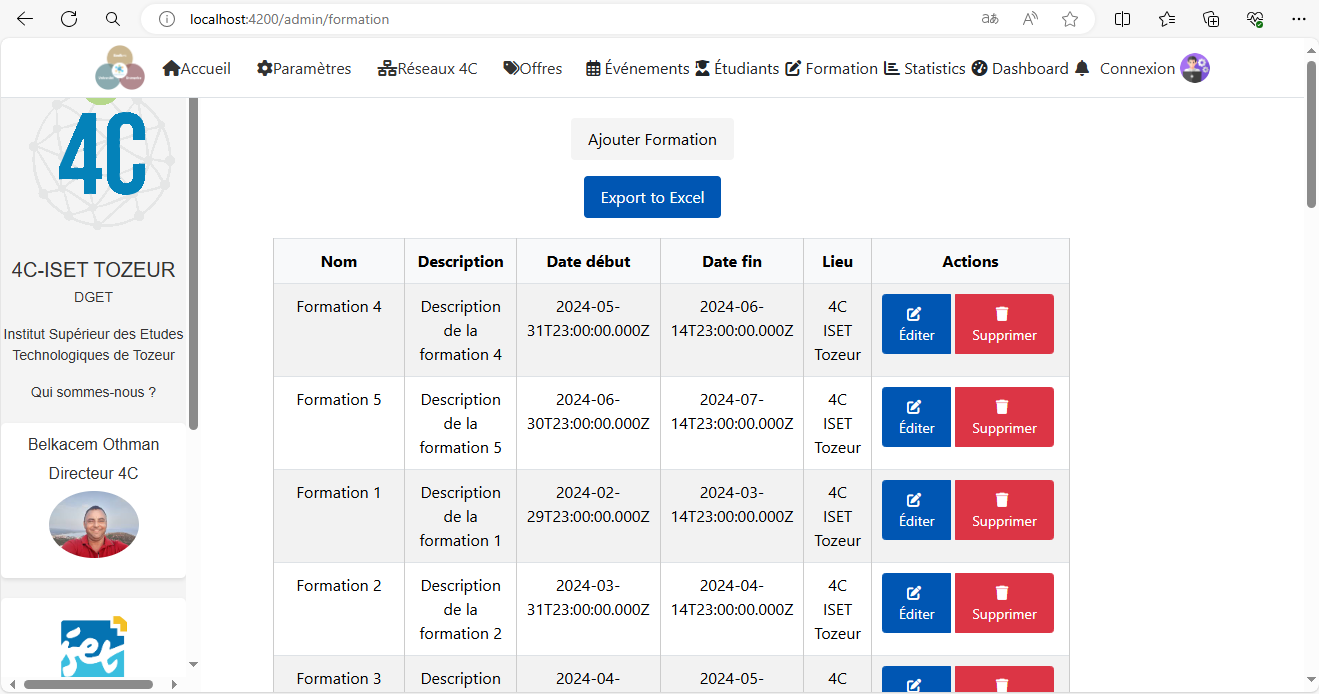 localhost:4200/admin/formation
Accueil Paramètres Réseaux 4C Offres Événements Étudiants Formation Statistics Dashboard Connexion
4C
4C-ISET TOZEUR
DGET
Institut Supérieur des Etudes
Technologiques de Tozeur
Qui sommes-nous ?
Belkacem Othman
Directeur 4C
iset
Ajouter Formation
Export to Excel
Nom Description Date début Date fin Lieu Actions
Formation 4 Description 2024-05- 2024-06- 4C
de la 31T23:00:00.000Z 14T23:00:00.000Z ISET Éditer Supprimer
formation 4 Tozeur
Formation 5 Description 2024-06- 2024-07- 4C
de la 30T23:00:00.000Z 14T23:00:00.000Z ISET Éditer Supprimer
formation 5 Tozeur
Formation 1 Description 2024-02- 2024-03- 4C
de la 29T23:00:00.000Z 14T23:00:00.000Z ISET Éditer Supprimer
formation 1 Tozeur
Formation 2 Description 2024-03- 2024-04- 4C
de la 31T23:00:00.000Z 14T23:00:00.000Z ISET Éditer Supprimer
formation 2 Tozeur
Formation 3 Description 2024-04- 2024-05- 4C